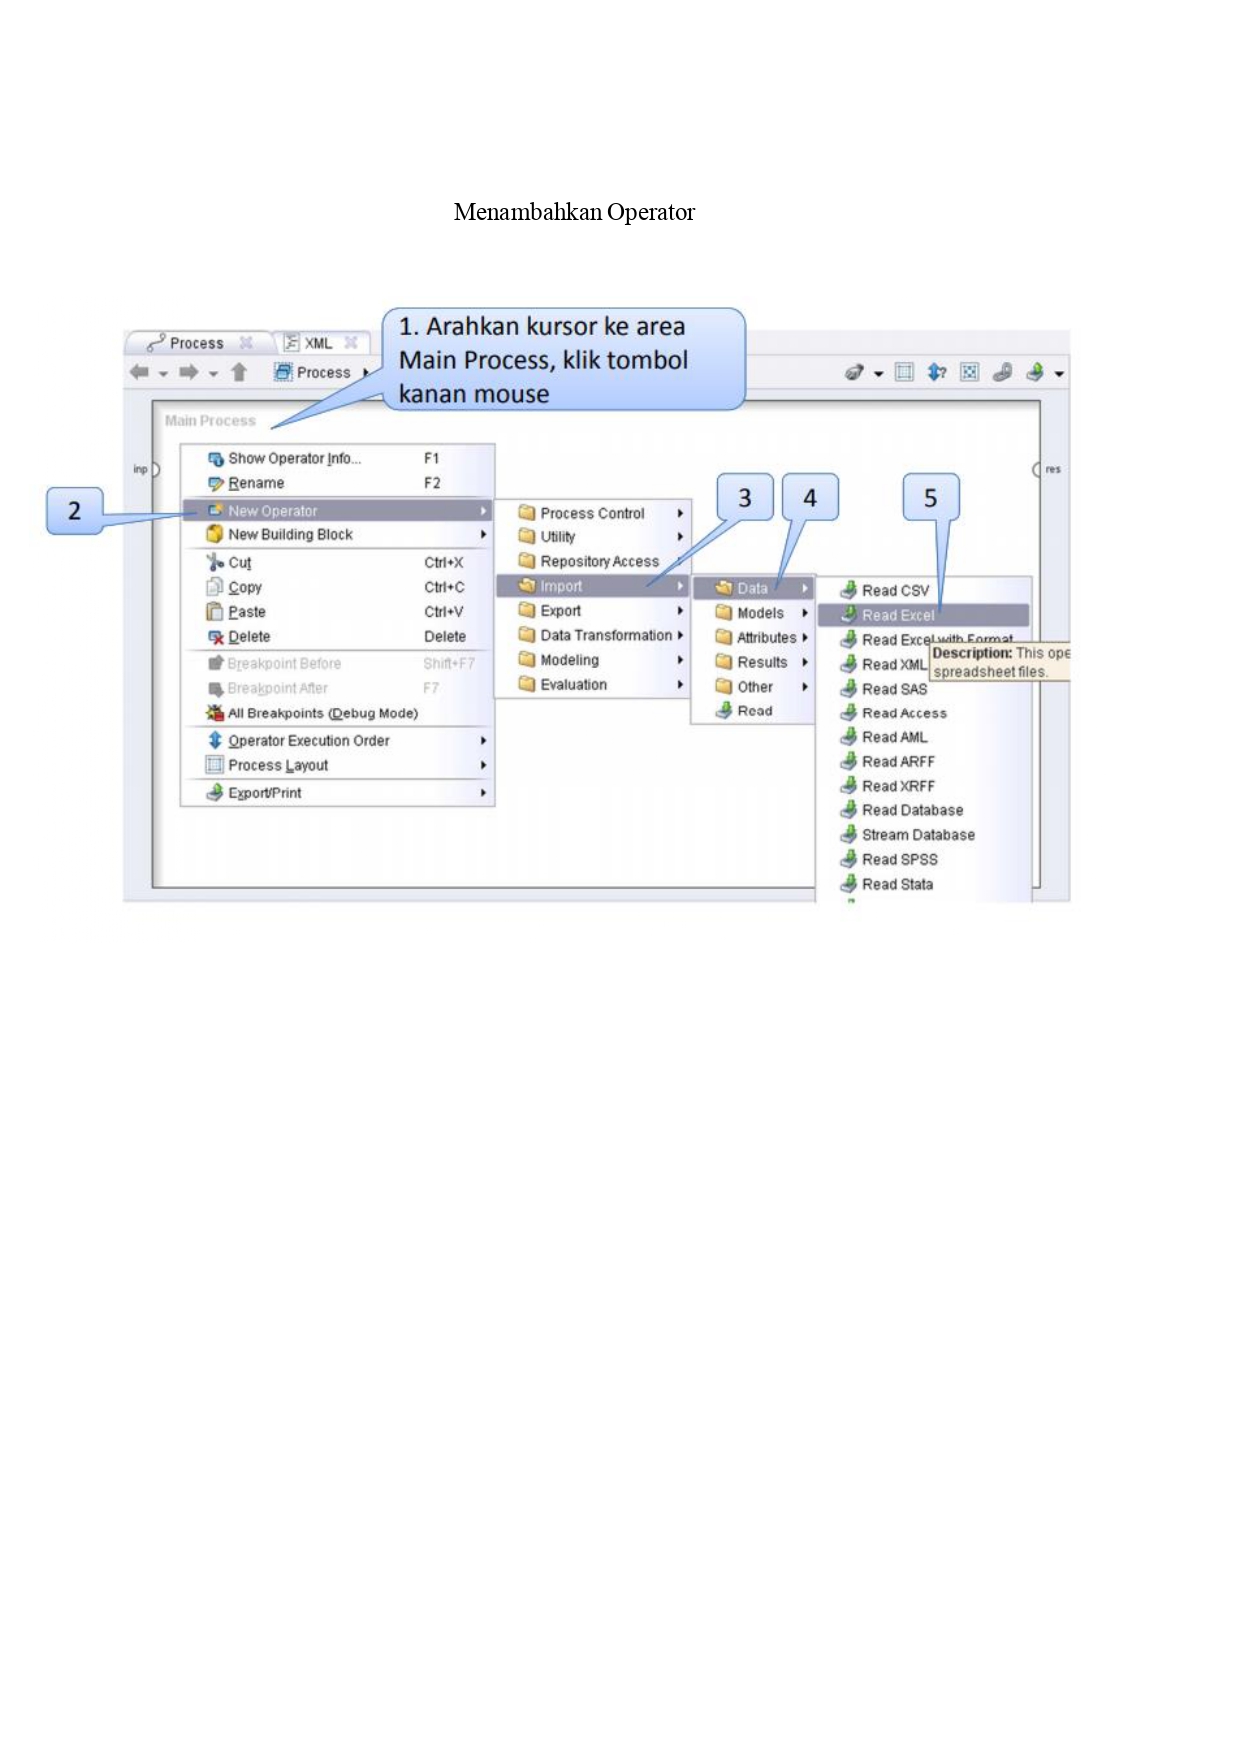 Menambahkan Operator
1. Arahkan kursor ke area
Main Process, klik tombol
kanan mouse
Process
XML
Process
Main Process
inp
res
2
3
4
5
Show Operator Info... F1
Rename F2
New Operator
New Building Block
Cut Ctrl+X
Copy Ctrl+C
Paste Ctrl+V
Delete Delete
Breakpoint Before Shift+F7
Breakpoint After F7
All Breakpoints (Debug Mode)
Operator Execution Order
Process Layout
Export/Print
Process Control
Utility
Repository Access
Import
Export
Data Transformation
Modeling
Evaluation
Data
Models
Attributes
Results
Other
Read
Read CSV
Read Excel
Read Excel with Format
Read XML
Read SAS
Read Access
Read AML
Read ARFF
Read XRFF
Read Database
Stream Database
Read SPSS
Read Stata
Description: This ope
spreadsheet files.